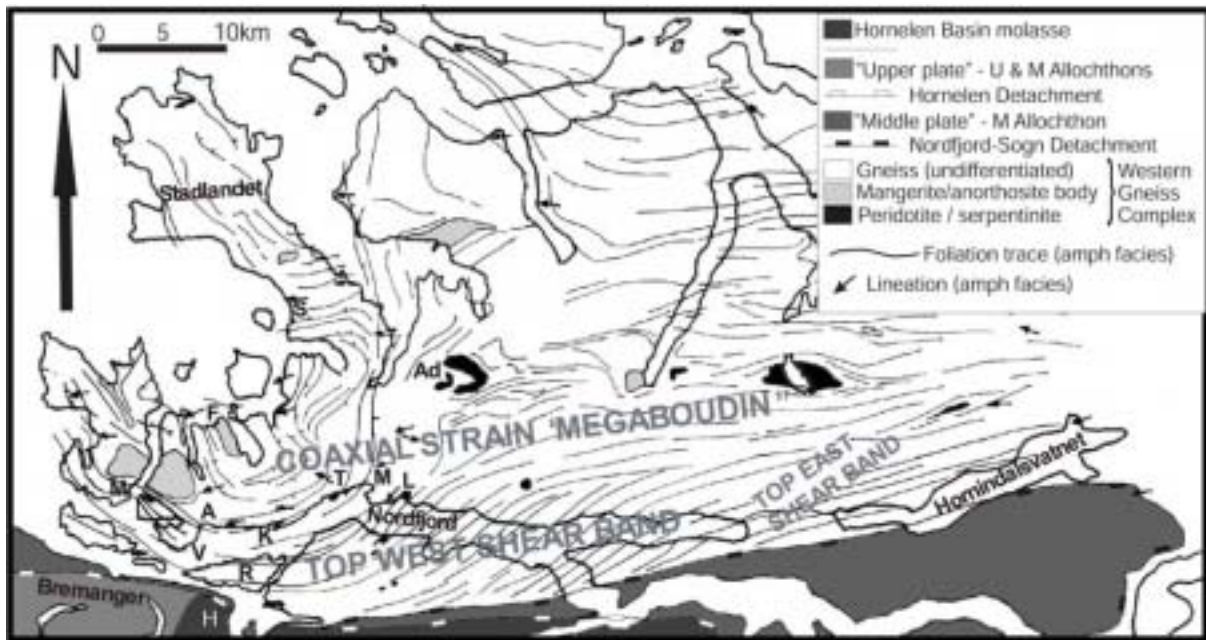 0 5 10km
N
Hornelen Basin molasse
"Upper plate" - U & M Allochthons
Hornelen Detachment
"Middle plate" - M Allochthon
Nordfjord-Sogn Detachment
Gneiss (undifferentiated)
Mangerite/anorthosite body
Peridotite / serpentinite
Western
Gneiss
Complex
Foliation trace (amph facies)
Lineation (amph facies)
Stadlandet
S
Ad
F
COAXIAL STRAIN "MEGABOUDIN"
TOP EAST
SHEAR BAND
Hornindalsvatnet
T
M
L
A
Nordfjord
K
V
TOP WEST SHEAR BAND
R
Bremanger
H